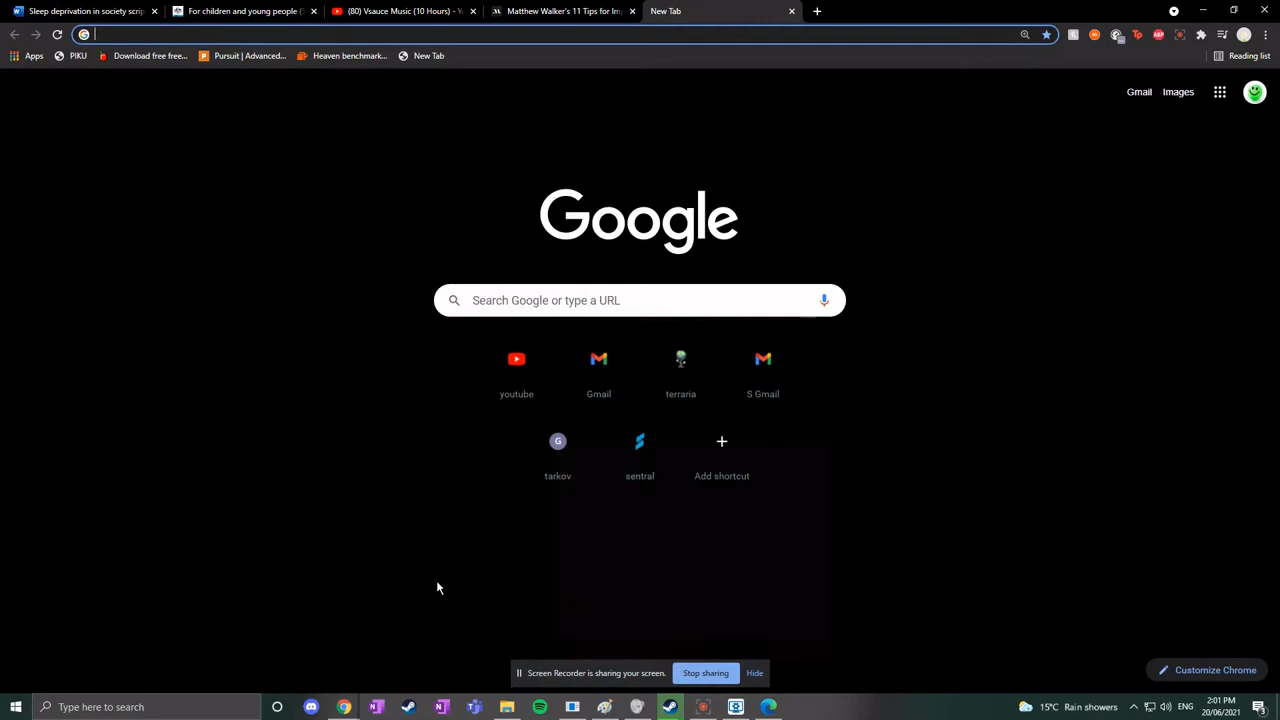 Sleep deprivation in society scrip
For children and young people (
(80) Vsauce Music (10 Hours) - Y
Matthew Walker's 11 Tips for Im
New Tab
Apps
PIKU
Download free free...
Pursuit | Advanced...
Heaven benchmark...
New Tab
Reading list
Gmail
Images
Google
Search Google or type a URL
youtube
Gmail
terraria
S Gmail
G
tarkov
sentral
Add shortcut
Screen Recorder is sharing your screen.
Stop sharing
Hide
Customize Chrome
Type here to search
15°C Rain showers
ENG
2:01 PM
20/06/2021